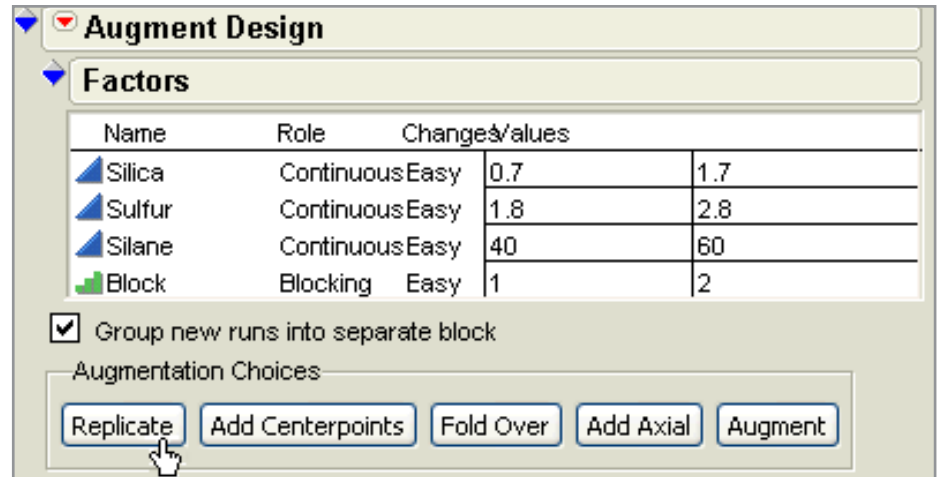 Augment Design
Factors
Name Role Changes Values
Silica Continuous Easy 0.7 1.7
Sulfur Continuous Easy 1.8 2.8
Silane Continuous Easy 40 60
Block Blocking Easy 1 2
Group new runs into separate block
Augmentation Choices
Replicate Add Centerpoints Fold Over Add Axial Augment